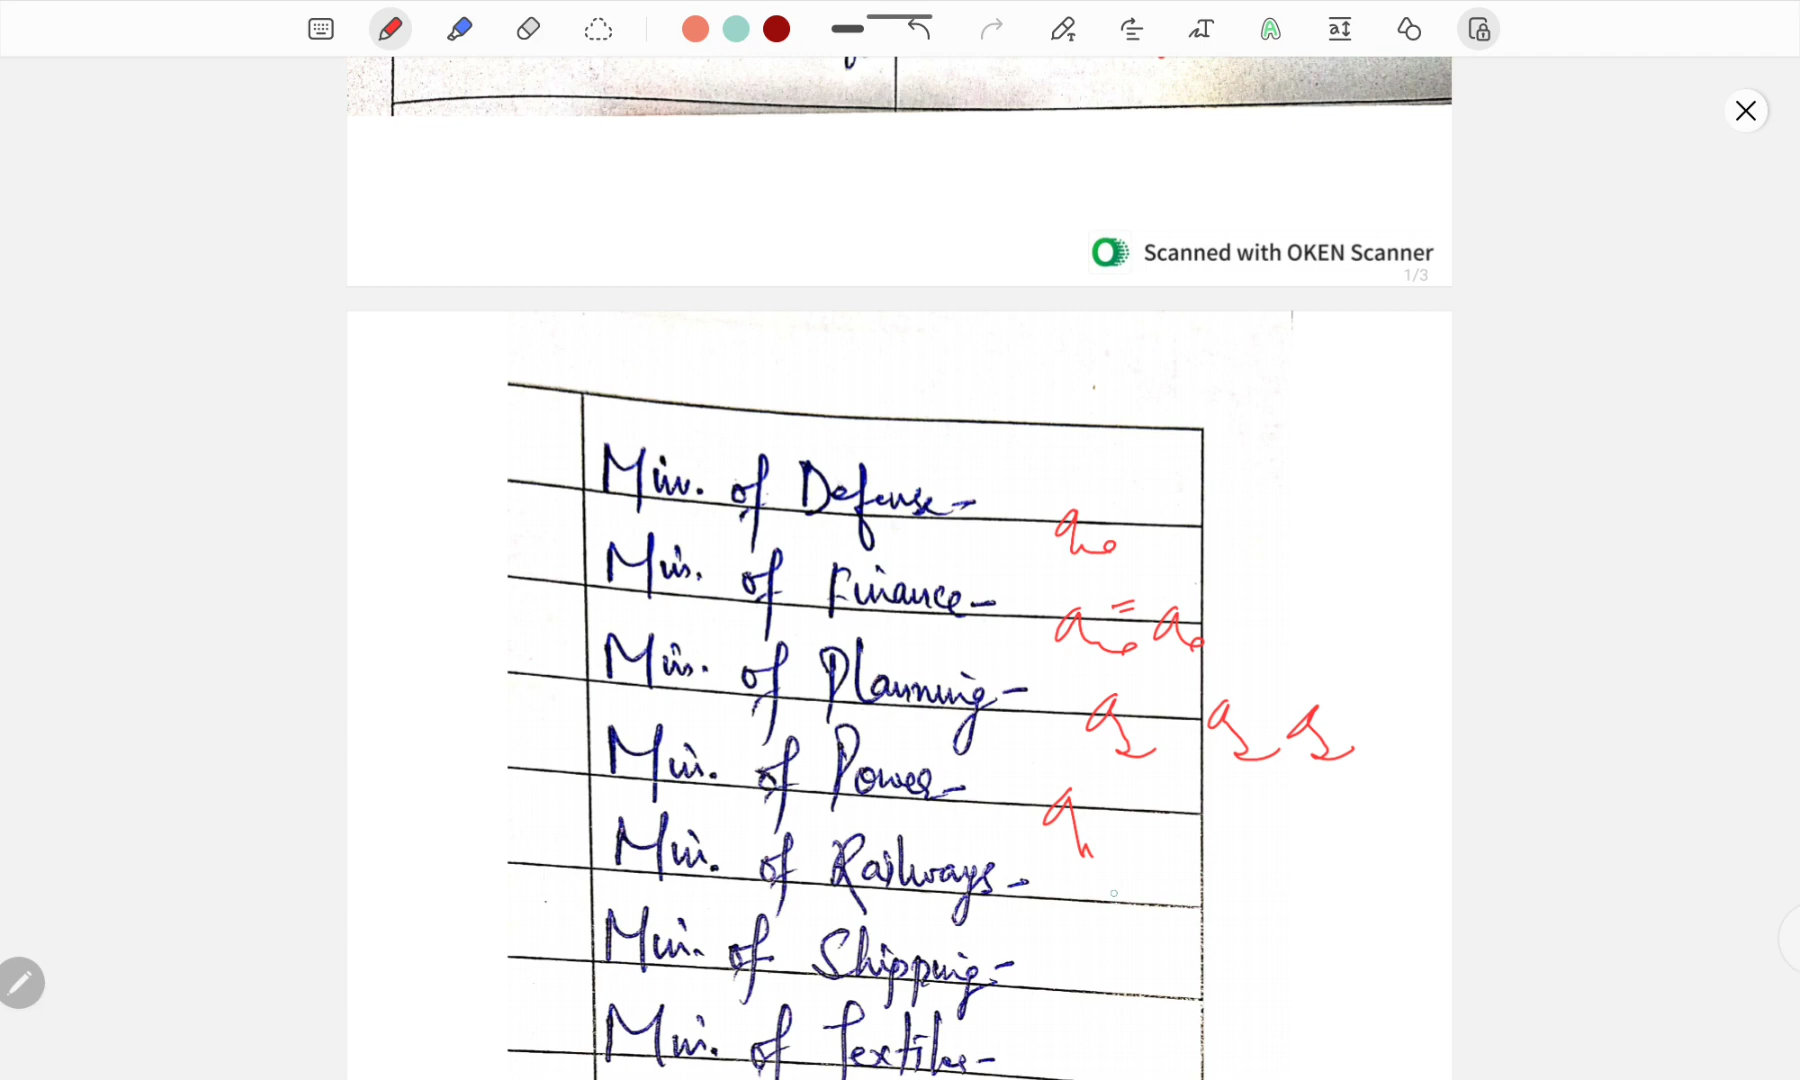 Scanned with OKEN Scanner
1/3
Min. of Defense-
Min. of Finance-
Min. of Planning-
Min. of Power-
Min. of Railways-
Min. of Shipping-
Min. of Textiles-